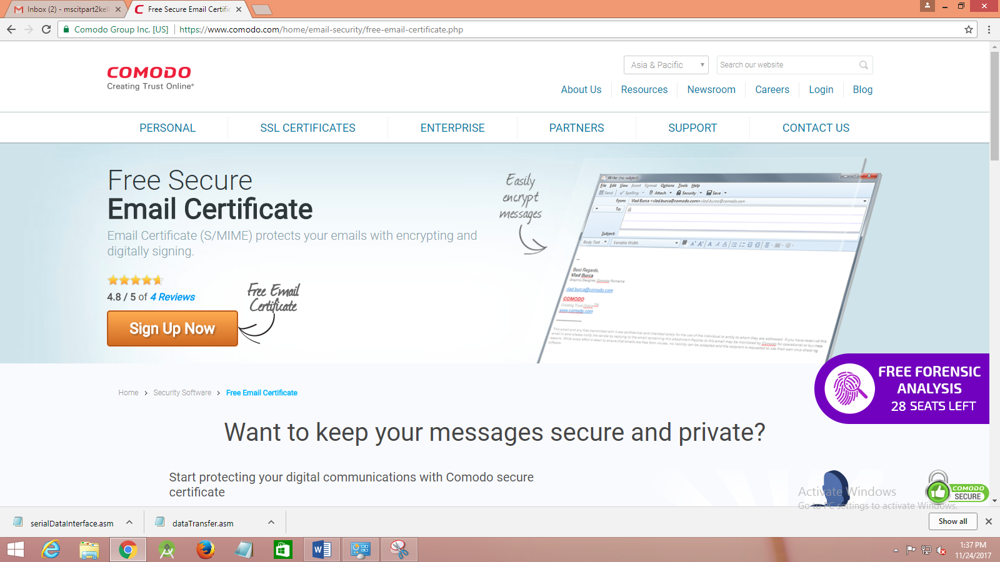 Inbox (2) - mscitpart2kel
Free Secure Email Certific
Comodo Group Inc. [US]
https://www.comodo.com/home/email-security/free-email-certificate.php
COMODO
Creating Trust Online®
Asia & Pacific
Search our website
About Us
Resources
Newsroom
Careers
Login
Blog
PERSONAL
SSL CERTIFICATES
ENTERPRISE
PARTNERS
SUPPORT
CONTACT US
Free Secure
Email Certificate
Email Certificate (S/MIME) protects your emails with encrypting and
digitally signing.
4.8 / 5 of 4 Reviews
Sign Up Now
Free Email
Certificate
Easily
encrypt
messages
Write: (no subject)
File Edit View Insert Format Options Tools Help
Send Spelling Attach Security Save
From: Vlad Burca <vlad.burca@comodo.com> vlad.burca@comodo.com
To:
Subject:
Body Text Variable Width
Best Regards,
Vlad Burca
Graphic Designer, Comodo Romania
vlad.burca@comodo.com
COMODO
Creating Trust Online™
www.comodo.com
FREE FORENSIC
ANALYSIS
28 SEATS LEFT
Home > Security Software > Free Email Certificate
Want to keep your messages secure and private?
Start protecting your digital communications with Comodo secure
certificate
COMODO
SECURE
Activate Windows
Go to PC settings to activate Windows.
serialDataInterface.asm
dataTransfer.asm
Show all
1:37 PM
11/24/2017